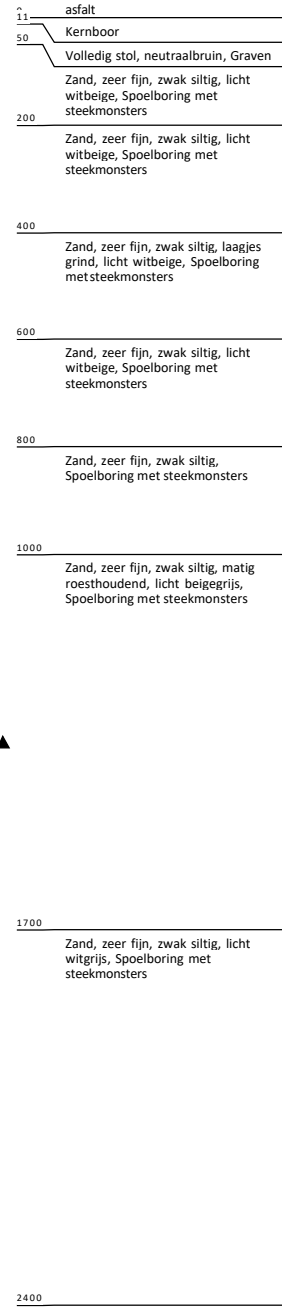 asfalt
11
Kernboor
50
Volledig stol, neutraalbruin, Graven
Zand, zeer fijn, zwak siltig, licht
witbeige, Spoelboring met
steekmonsters
200
Zand, zeer fijn, zwak siltig, licht
witbeige, Spoelboring met
steekmonsters
400
Zand, zeer fijn, zwak siltig, laagjes
grind, licht witbeige, Spoelboring
metsteekmonsters
600
Zand, zeer fijn, zwak siltig, licht
witbeige, Spoelboring met
steekmonsters
800
Zand, zeer fijn, zwak siltig,
Spoelboring met steekmonsters
1000
Zand, zeer fijn, zwak siltig, matig
roesthoudend, licht beigegrijs,
Spoelboring met steekmonsters
1700
Zand, zeer fijn, zwak siltig, licht
witgrijs, Spoelboring met
steekmonsters
2400